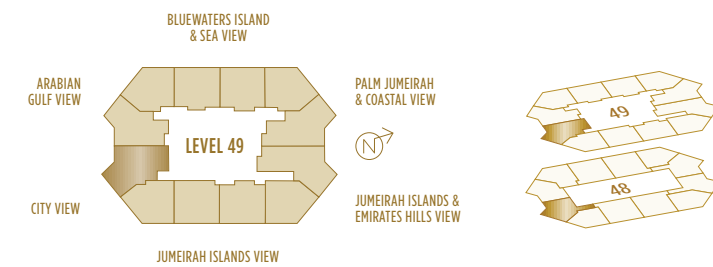 BLUEWATERS ISLAND
& SEA VIEW
ARABIAN
GULF VIEW
PALM JUMEIRAH
& COASTAL VIEW
LEVEL 49
N
CITY VIEW
JUMEIRAH ISLANDS &
EMIRATES HILLS VIEW
JUMEIRAH ISLANDS VIEW
49
48